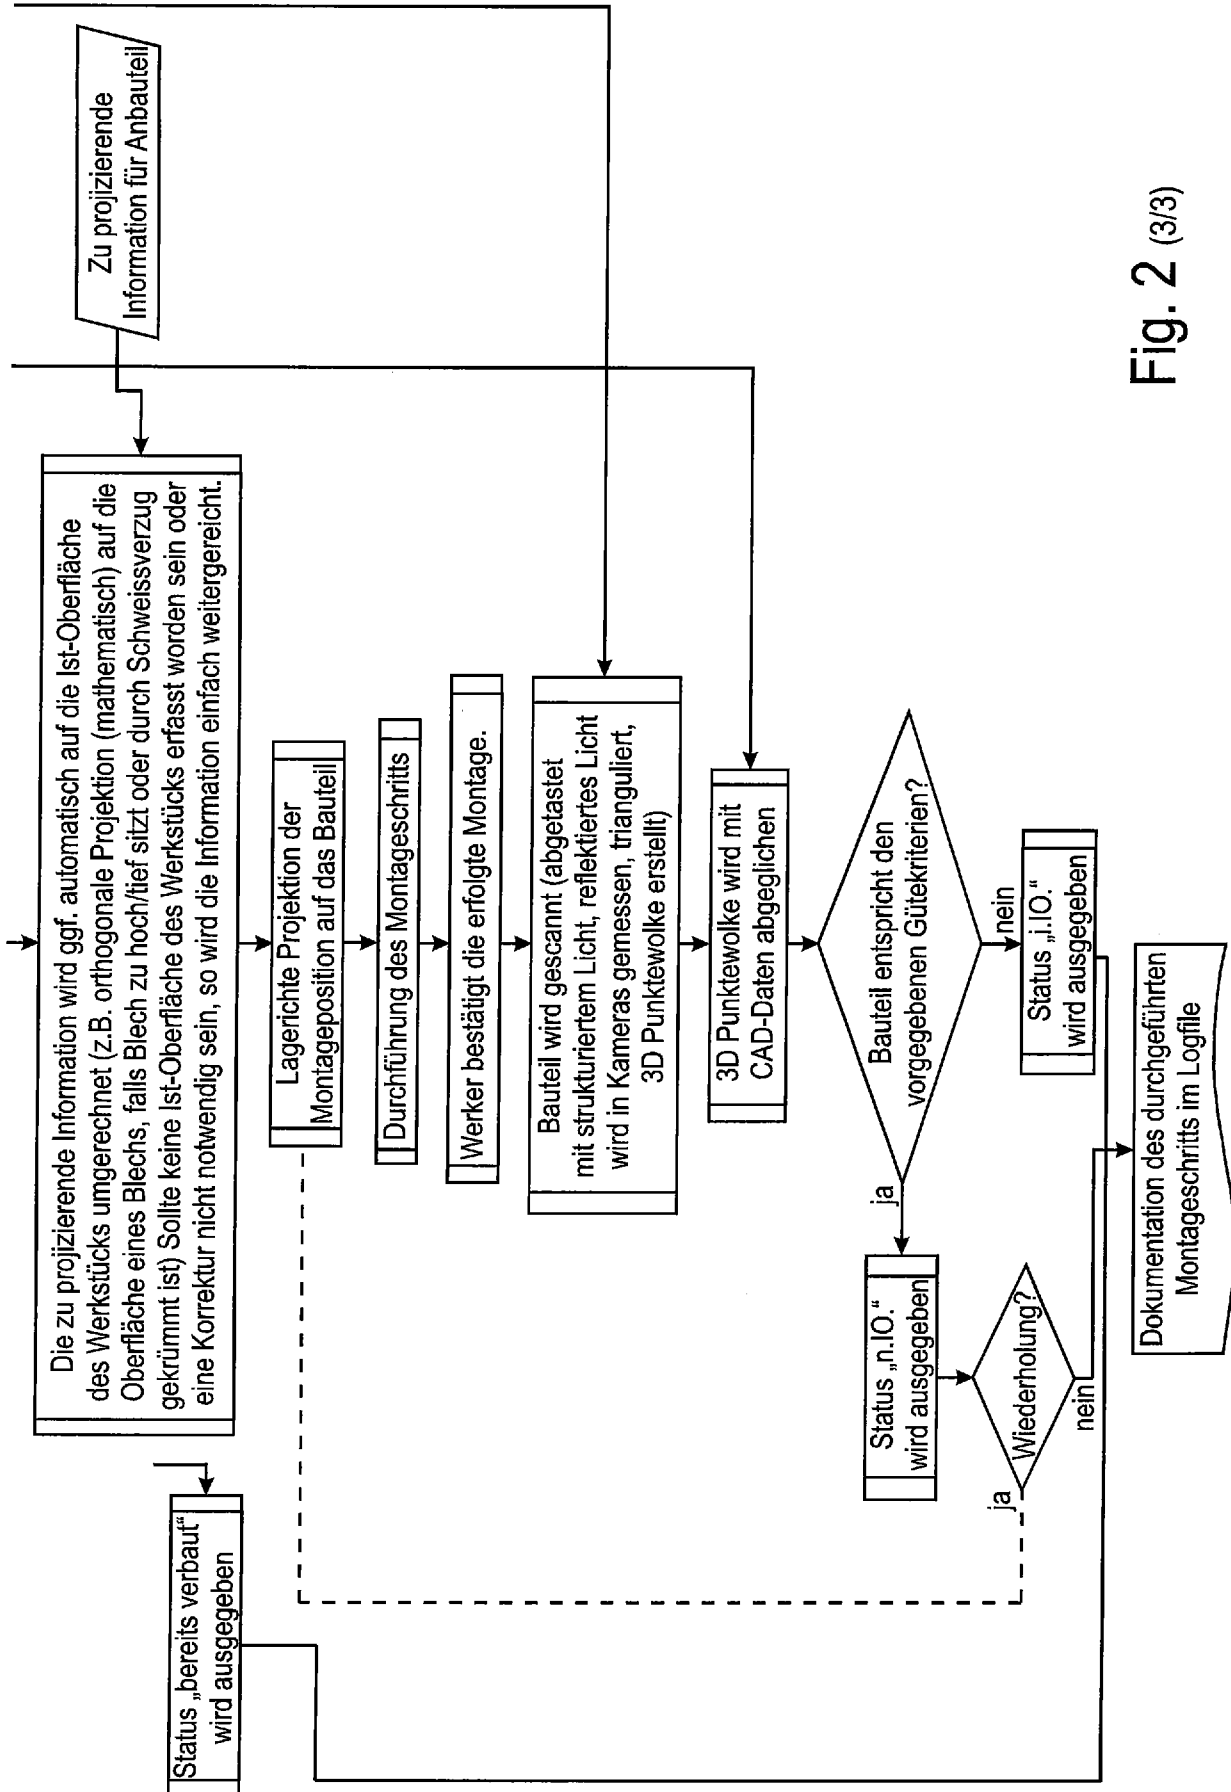 Zu projizierende
Information für Anbauteil
Die zu projizierende Information wird ggf. automatisch auf die Ist-Oberfläche
des Werkstücks umgerechnet (z.B. orthogonale Projektion (mathematisch) auf die
Oberfläche eines Blechs, falls Blech zu hoch/tief sitzt oder durch Schweissverzug
gekrümmt ist) Sollte keine Ist-Oberfläche des Werkstücks erfasst worden sein oder
eine Korrektur nicht notwendig sein, so wird die Information einfach weitergereicht.
Status „bereits verbaut“
wird ausgegeben
Lagerichte Projektion der
Montageposition auf das Bauteil
Durchführung des Montageschritts
Werker bestätigt die erfolgte Montage.
Bauteil wird gescannt (abgetastet
mit strukturiertem Licht, reflektiertes Licht
wird in Kameras gemessen, trianguliert,
3D Punktewolke erstellt)
3D Punktewolke wird mit
CAD-Daten abgeglichen
Bauteil entspricht den
vorgegebenen Gütekriterien?
ja
nein
Status „n.IO.“
wird ausgegeben
Status „i.IO.“
wird ausgegeben
Wiederholung?
ja
nein
Dokumentation des durchgeführten
Montageschritts im Logfile
Fig. 2 (3/3)